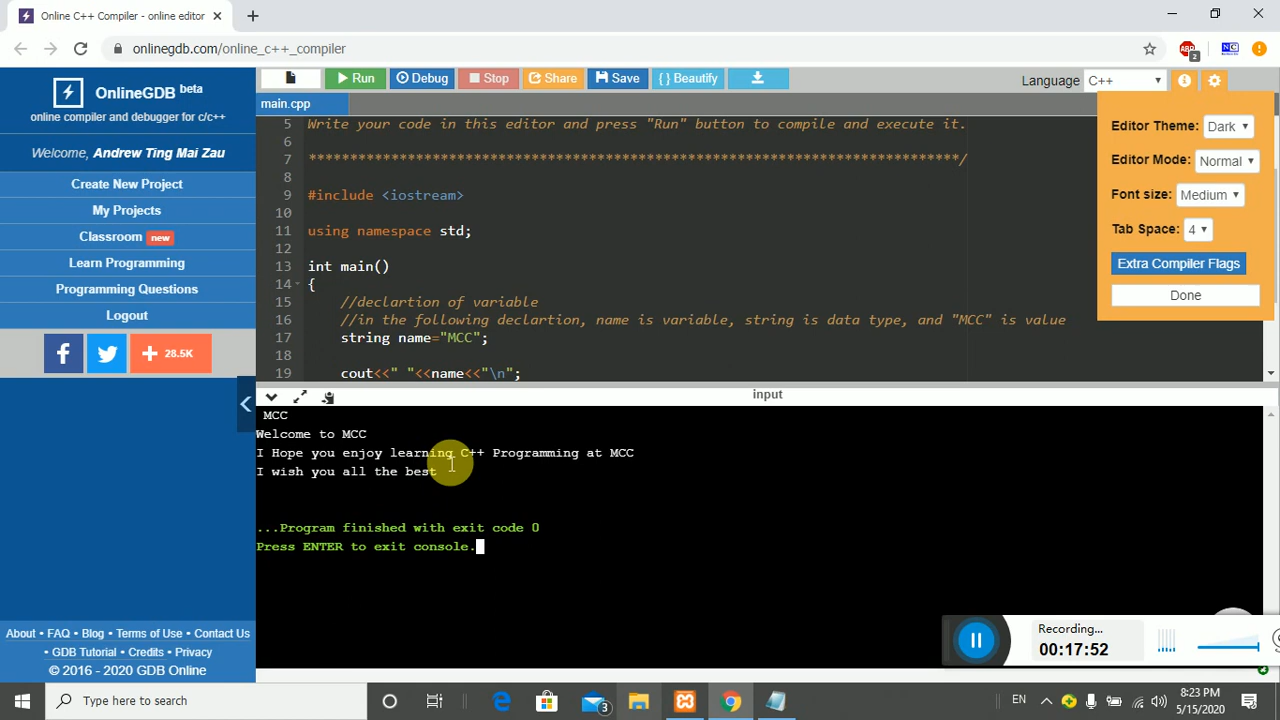 Online C++ Compiler - online editor
onlinegdb.com/online_c++_compiler
ABP 2
NC
OnlineGDB beta
online compiler and debugger for c/c++
Welcome, Andrew Ting Mai Zau
Create New Project
My Projects
Classroom new
Learn Programming
Programming Questions
Logout
28.5K
About • FAQ • Blog • Terms of Use • Contact Us
• GDB Tutorial • Credits • Privacy
© 2016 - 2020 GDB Online
Run Debug Stop Share Save { } Beautify
Language C++
main.cpp
5 Write your code in this editor and press "Run" button to compile and execute it.
6
7 *******************************************************************************/
8
9 #include <iostream>
10
11 using namespace std;
12
13 int main()
14 {
15 //declartion of variable
16 //in the following declartion, name is variable, string is data type, and "MCC" is value
17 string name="MCC";
18
19 cout<<" "<<name<<"\n";
Editor Theme: Dark
Editor Mode: Normal
Font size: Medium
Tab Space: 4
Extra Compiler Flags
Done
input
MCC
Welcome to MCC
I Hope you enjoy learning C++ Programming at MCC
I wish you all the best
...Program finished with exit code 0
Press ENTER to exit console.
Recording...
00:17:52
Type here to search
3
EN
8:23 PM
5/15/2020